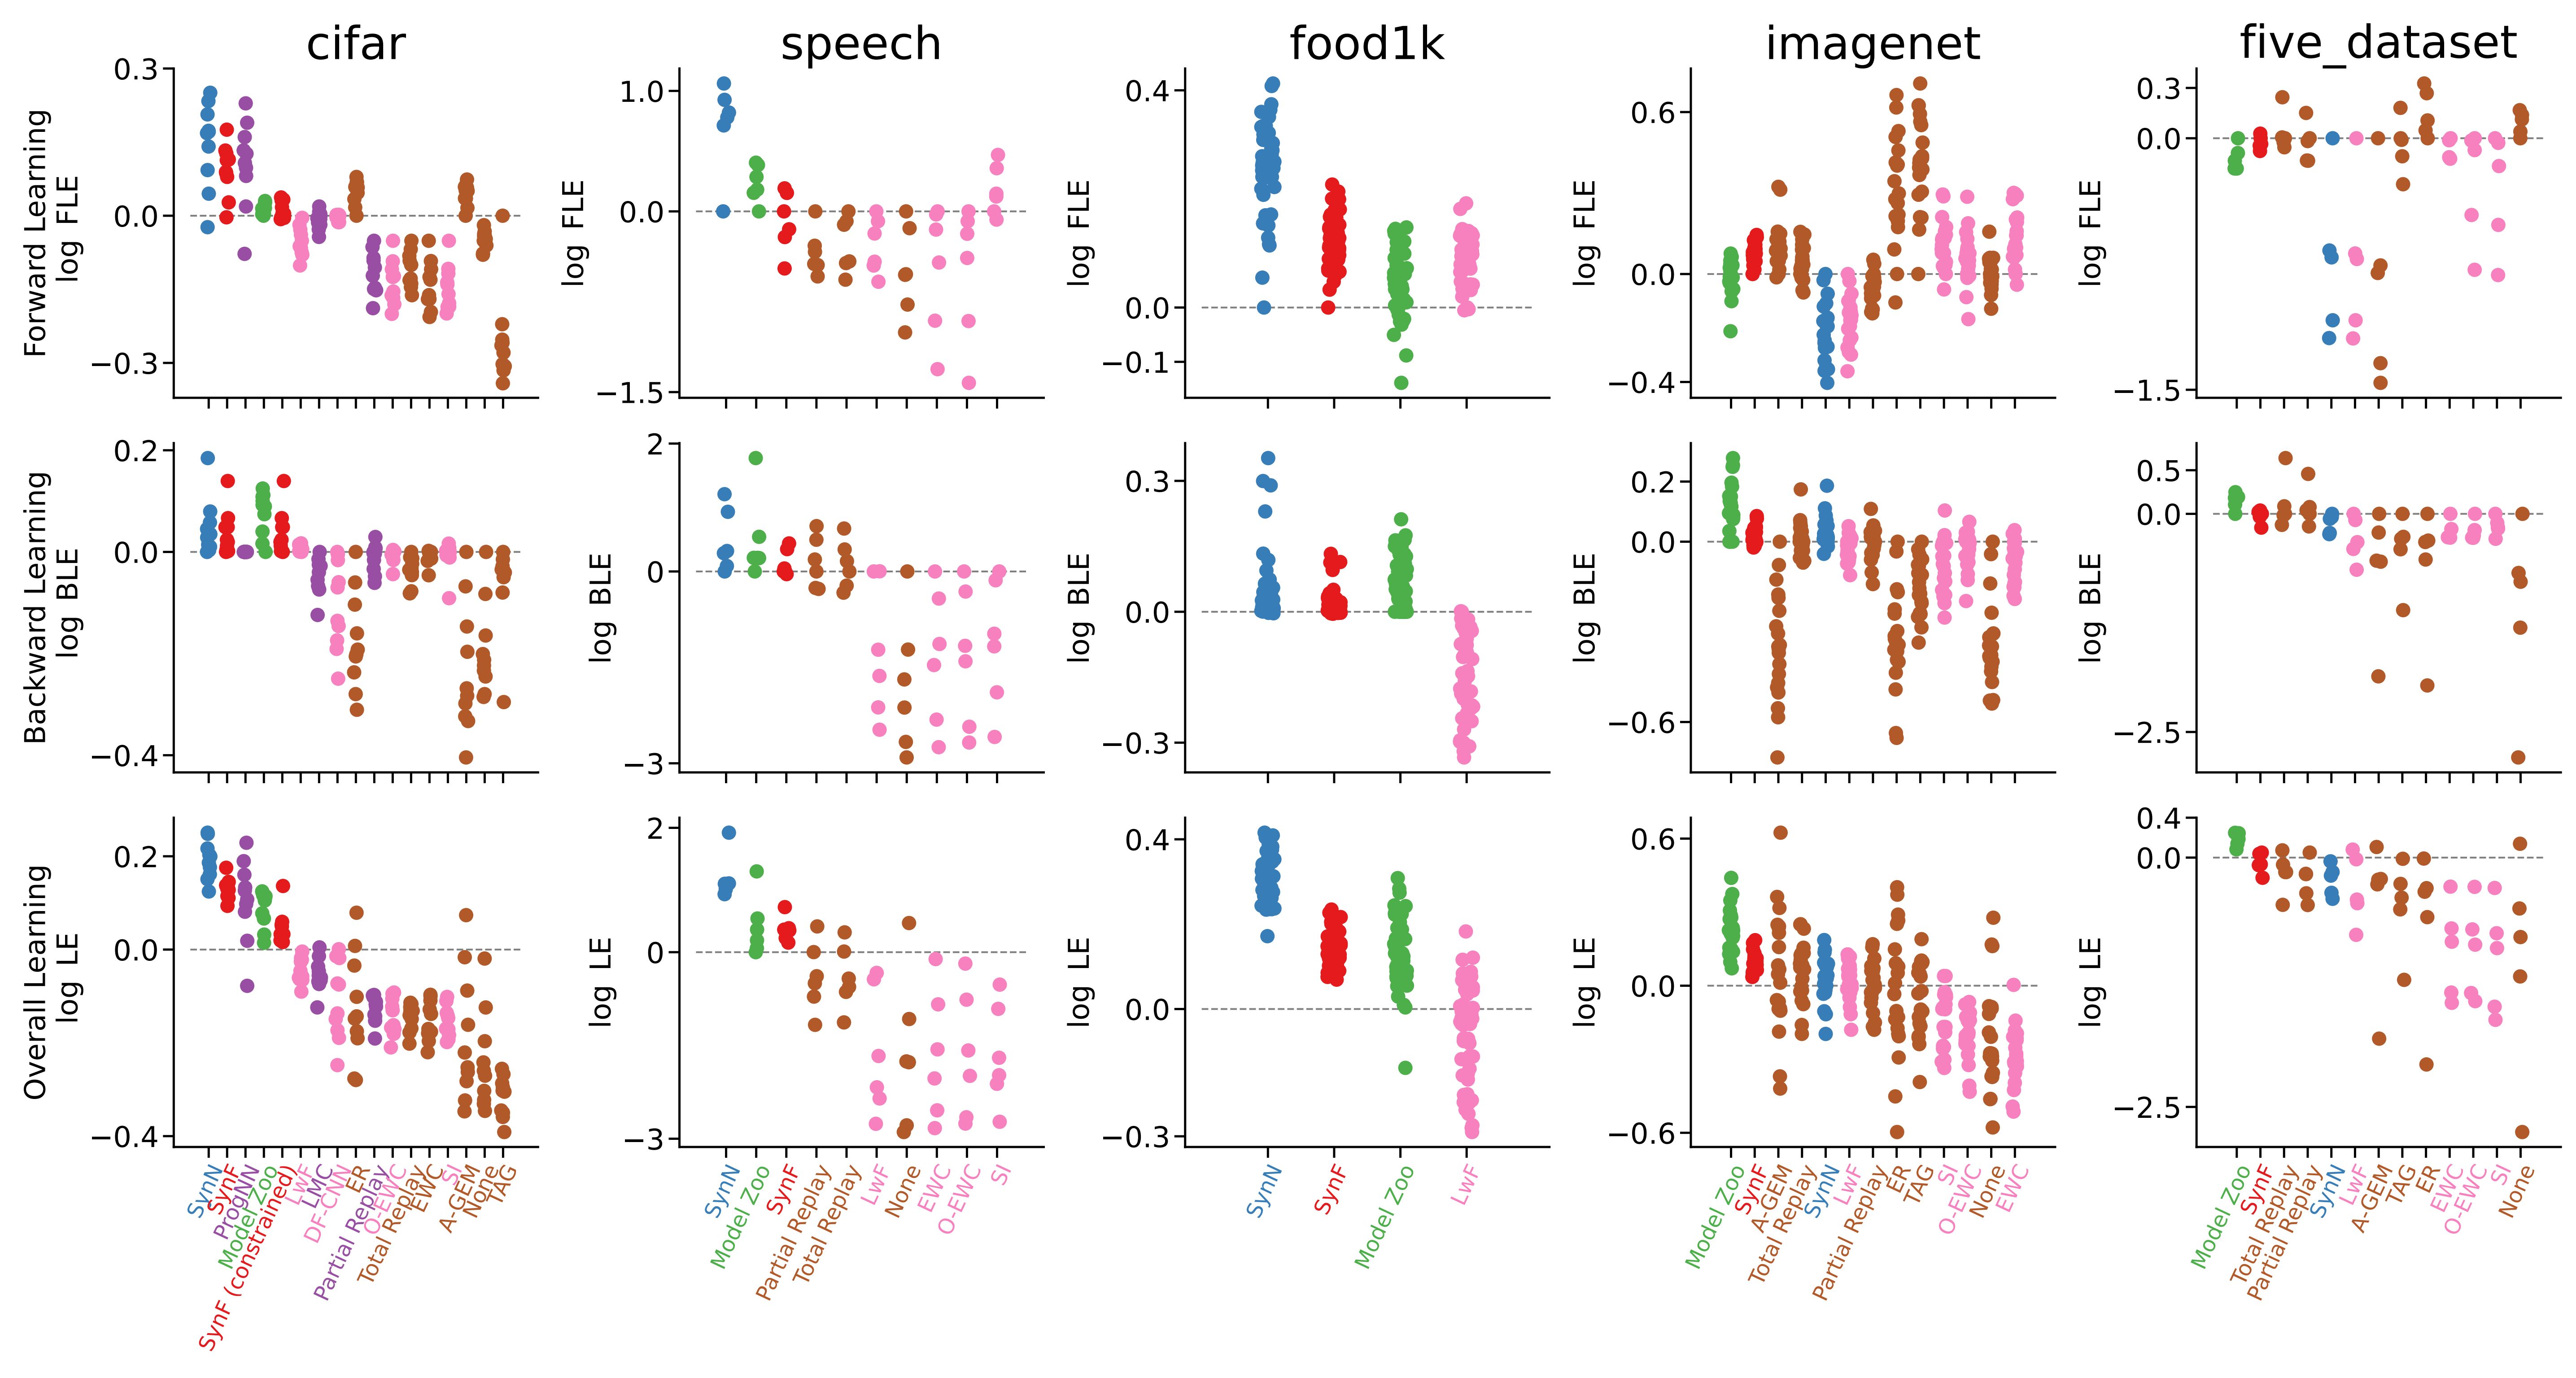 cifar
speech
food1k
imagenet
five_dataset
Forward Learning
log FLE
0.3
0.0
−0.3
log FLE
1.0
0.0
−1.5
log FLE
0.4
0.0
−0.1
log FLE
0.6
0.0
−0.4
log FLE
0.3
0.0
−1.5
Backward Learning
log BLE
0.2
0.0
−0.4
log BLE
2
0
−3
log BLE
0.3
0.0
−0.3
log BLE
0.2
0.0
−0.6
log BLE
0.5
0.0
−2.5
Overall Learning
log LE
0.2
0.0
−0.4
log LE
2
0
−3
log LE
0.4
0.0
−0.3
log LE
0.6
0.0
−0.6
log LE
0.4
0.0
−2.5
SynN
SynF
ProgNN
Model Zoo
SynF (constrained)
LwF
LMC
DF-CNN
ER
Partial Replay
O-EWC
Total Replay
EWC
SI
A-GEM
None
TAG
SynN
Model Zoo
SynF
Partial Replay
Total Replay
LwF
None
EWC
O-EWC
SI
SynN
SynF
Model Zoo
LwF
Model Zoo
SynF
A-GEM
Total Replay
SynN
LwF
Partial Replay
ER
TAG
SI
O-EWC
None
EWC
Model Zoo
SynF
Total Replay
Partial Replay
SynN
LwF
A-GEM
TAG
ER
EWC
O-EWC
SI
None